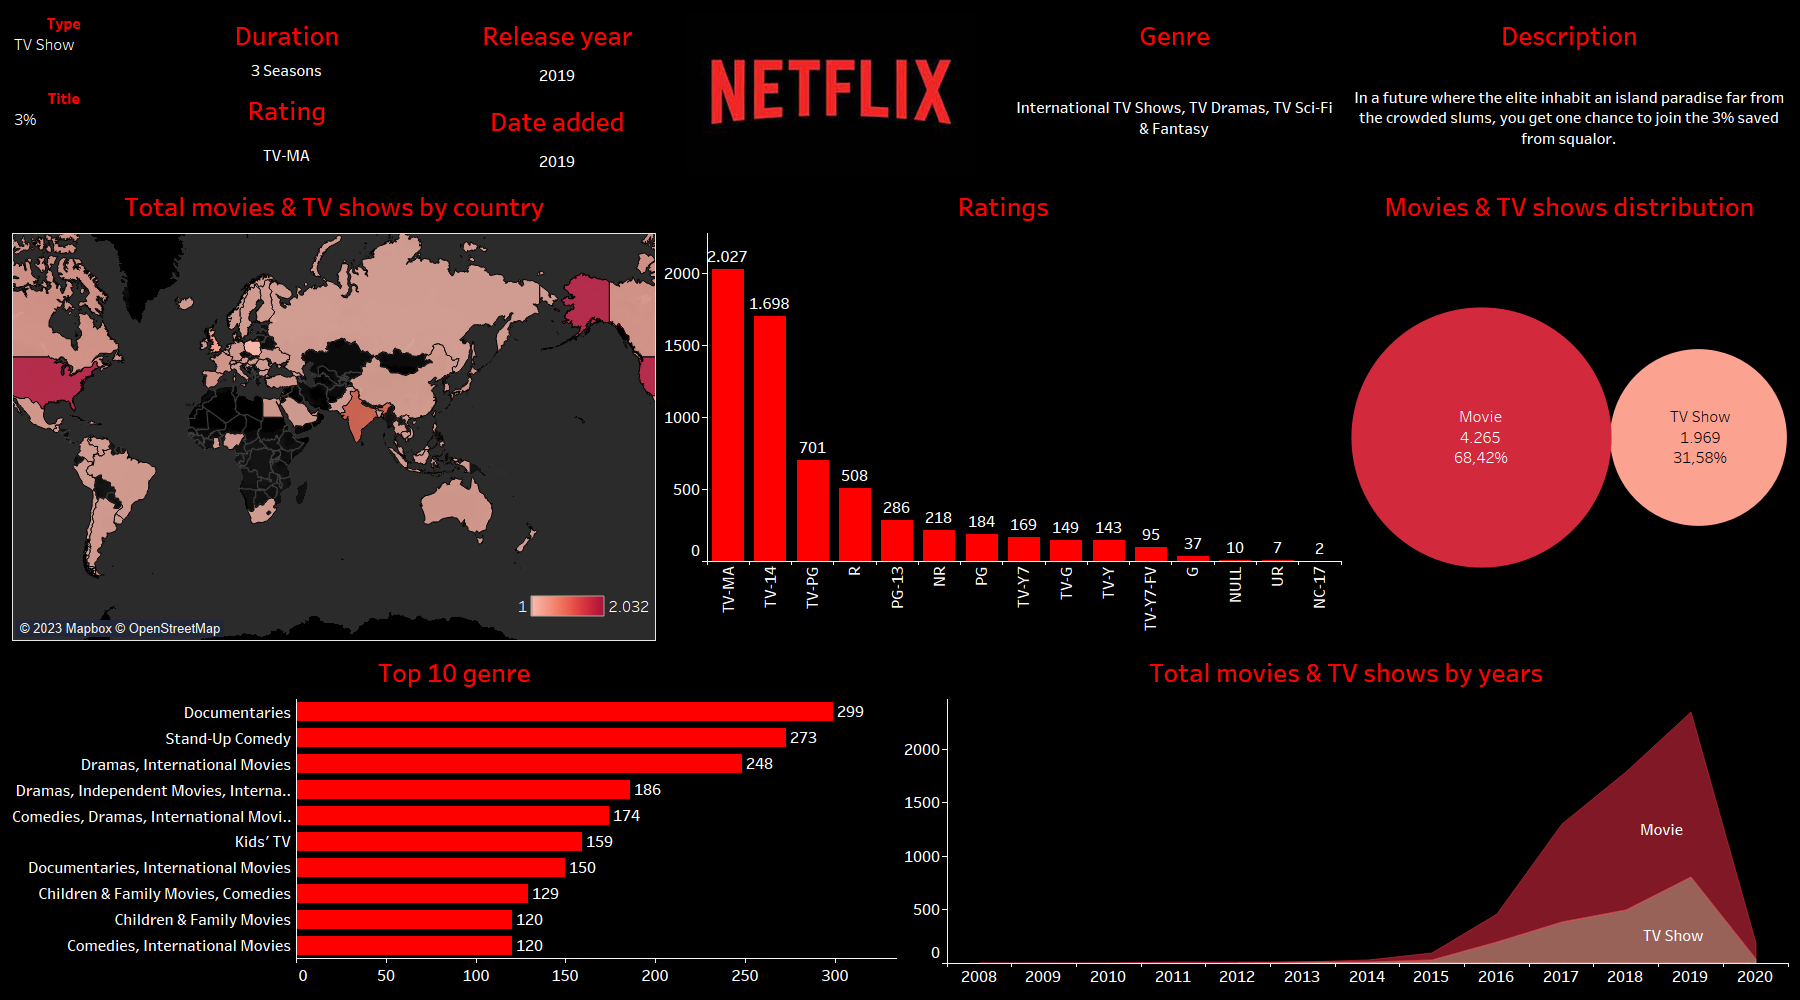 Type
TV Show
Title
3%
Duration
3 Seasons
Rating
TV-MA
Release year
2019
Date added
2019
NETFLIX
Genre
International TV Shows, TV Dramas, TV Sci-Fi
& Fantasy
Description
In a future where the elite inhabit an island paradise far from
the crowded slums, you get one chance to join the 3% saved
from squalor.
Total movies & TV shows by country
1
2.032
© 2023 Mapbox © OpenStreetMap
Ratings
2000
1500
1000
500
0
2.027
1.698
701
508
286
218
184
169
149
143
95
37
10
7
2
TV-MA
TV-14
TV-PG
R
PG-13
NR
PG
TV-Y7
TV-G
TV-Y
TV-Y7-FV
G
NULL
UR
NC-17
Movies & TV shows distribution
Movie
4.265
68,42%
TV Show
1.969
31,58%
Top 10 genre
Documentaries 299
Stand-Up Comedy 273
Dramas, International Movies 248
Dramas, Independent Movies, Interna.. 186
Comedies, Dramas, International Movi.. 174
Kids’ TV 159
Documentaries, International Movies 150
Children & Family Movies, Comedies 129
Children & Family Movies 120
Comedies, International Movies 120
0 50 100 150 200 250 300
Total movies & TV shows by years
2000
1500
1000
500
0
Movie
TV Show
2008 2009 2010 2011 2012 2013 2014 2015 2016 2017 2018 2019 2020